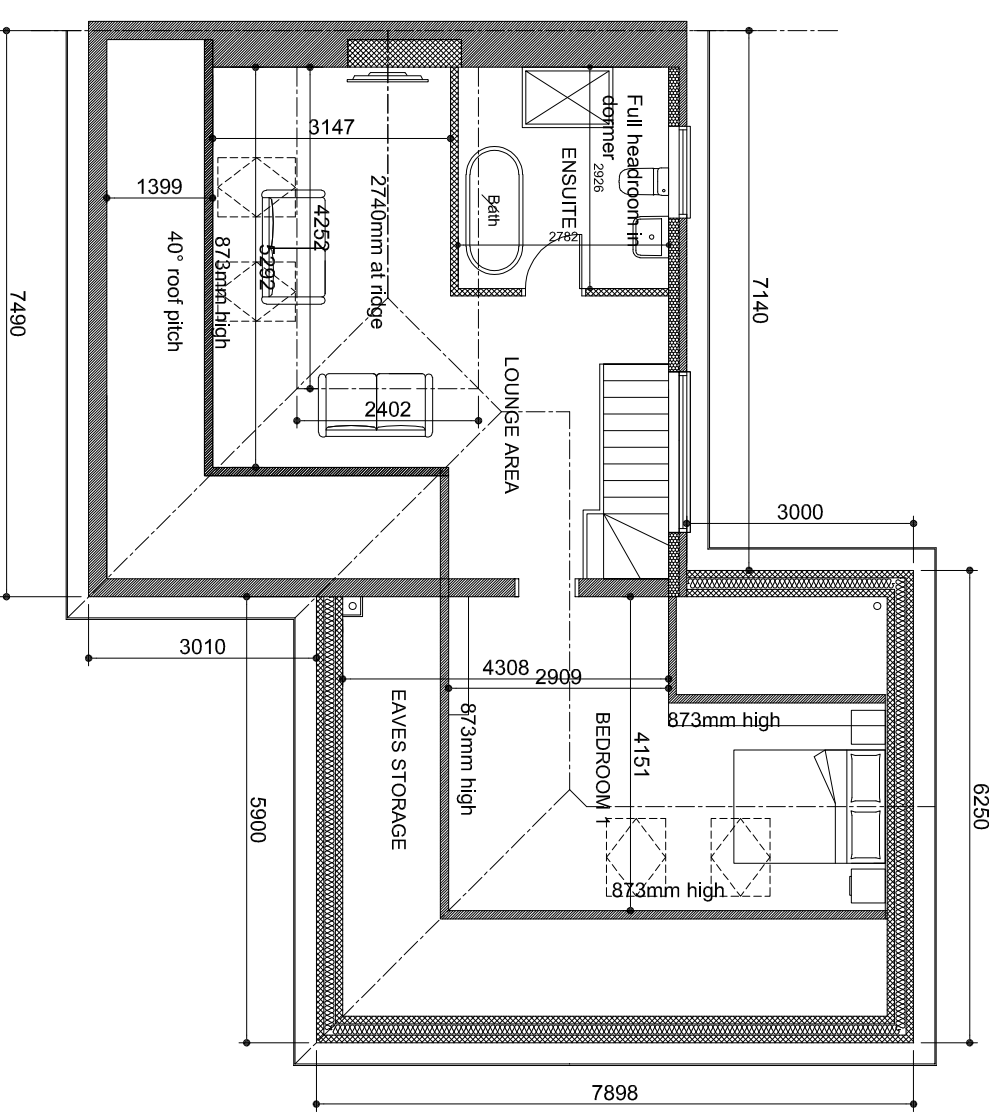 Full headroom in
dormer
3147
ENSUITE
2926
1399
2740mm at ridge
Bath
4252
2782
40° roof pitch
873mm high
5292
7490
7140
LOUNGE AREA
2402
3000
3010
4308
2909
EAVES STORAGE
873mm high
BEDROOM 1
4151
873mm high
5900
6250
873mm high
7898